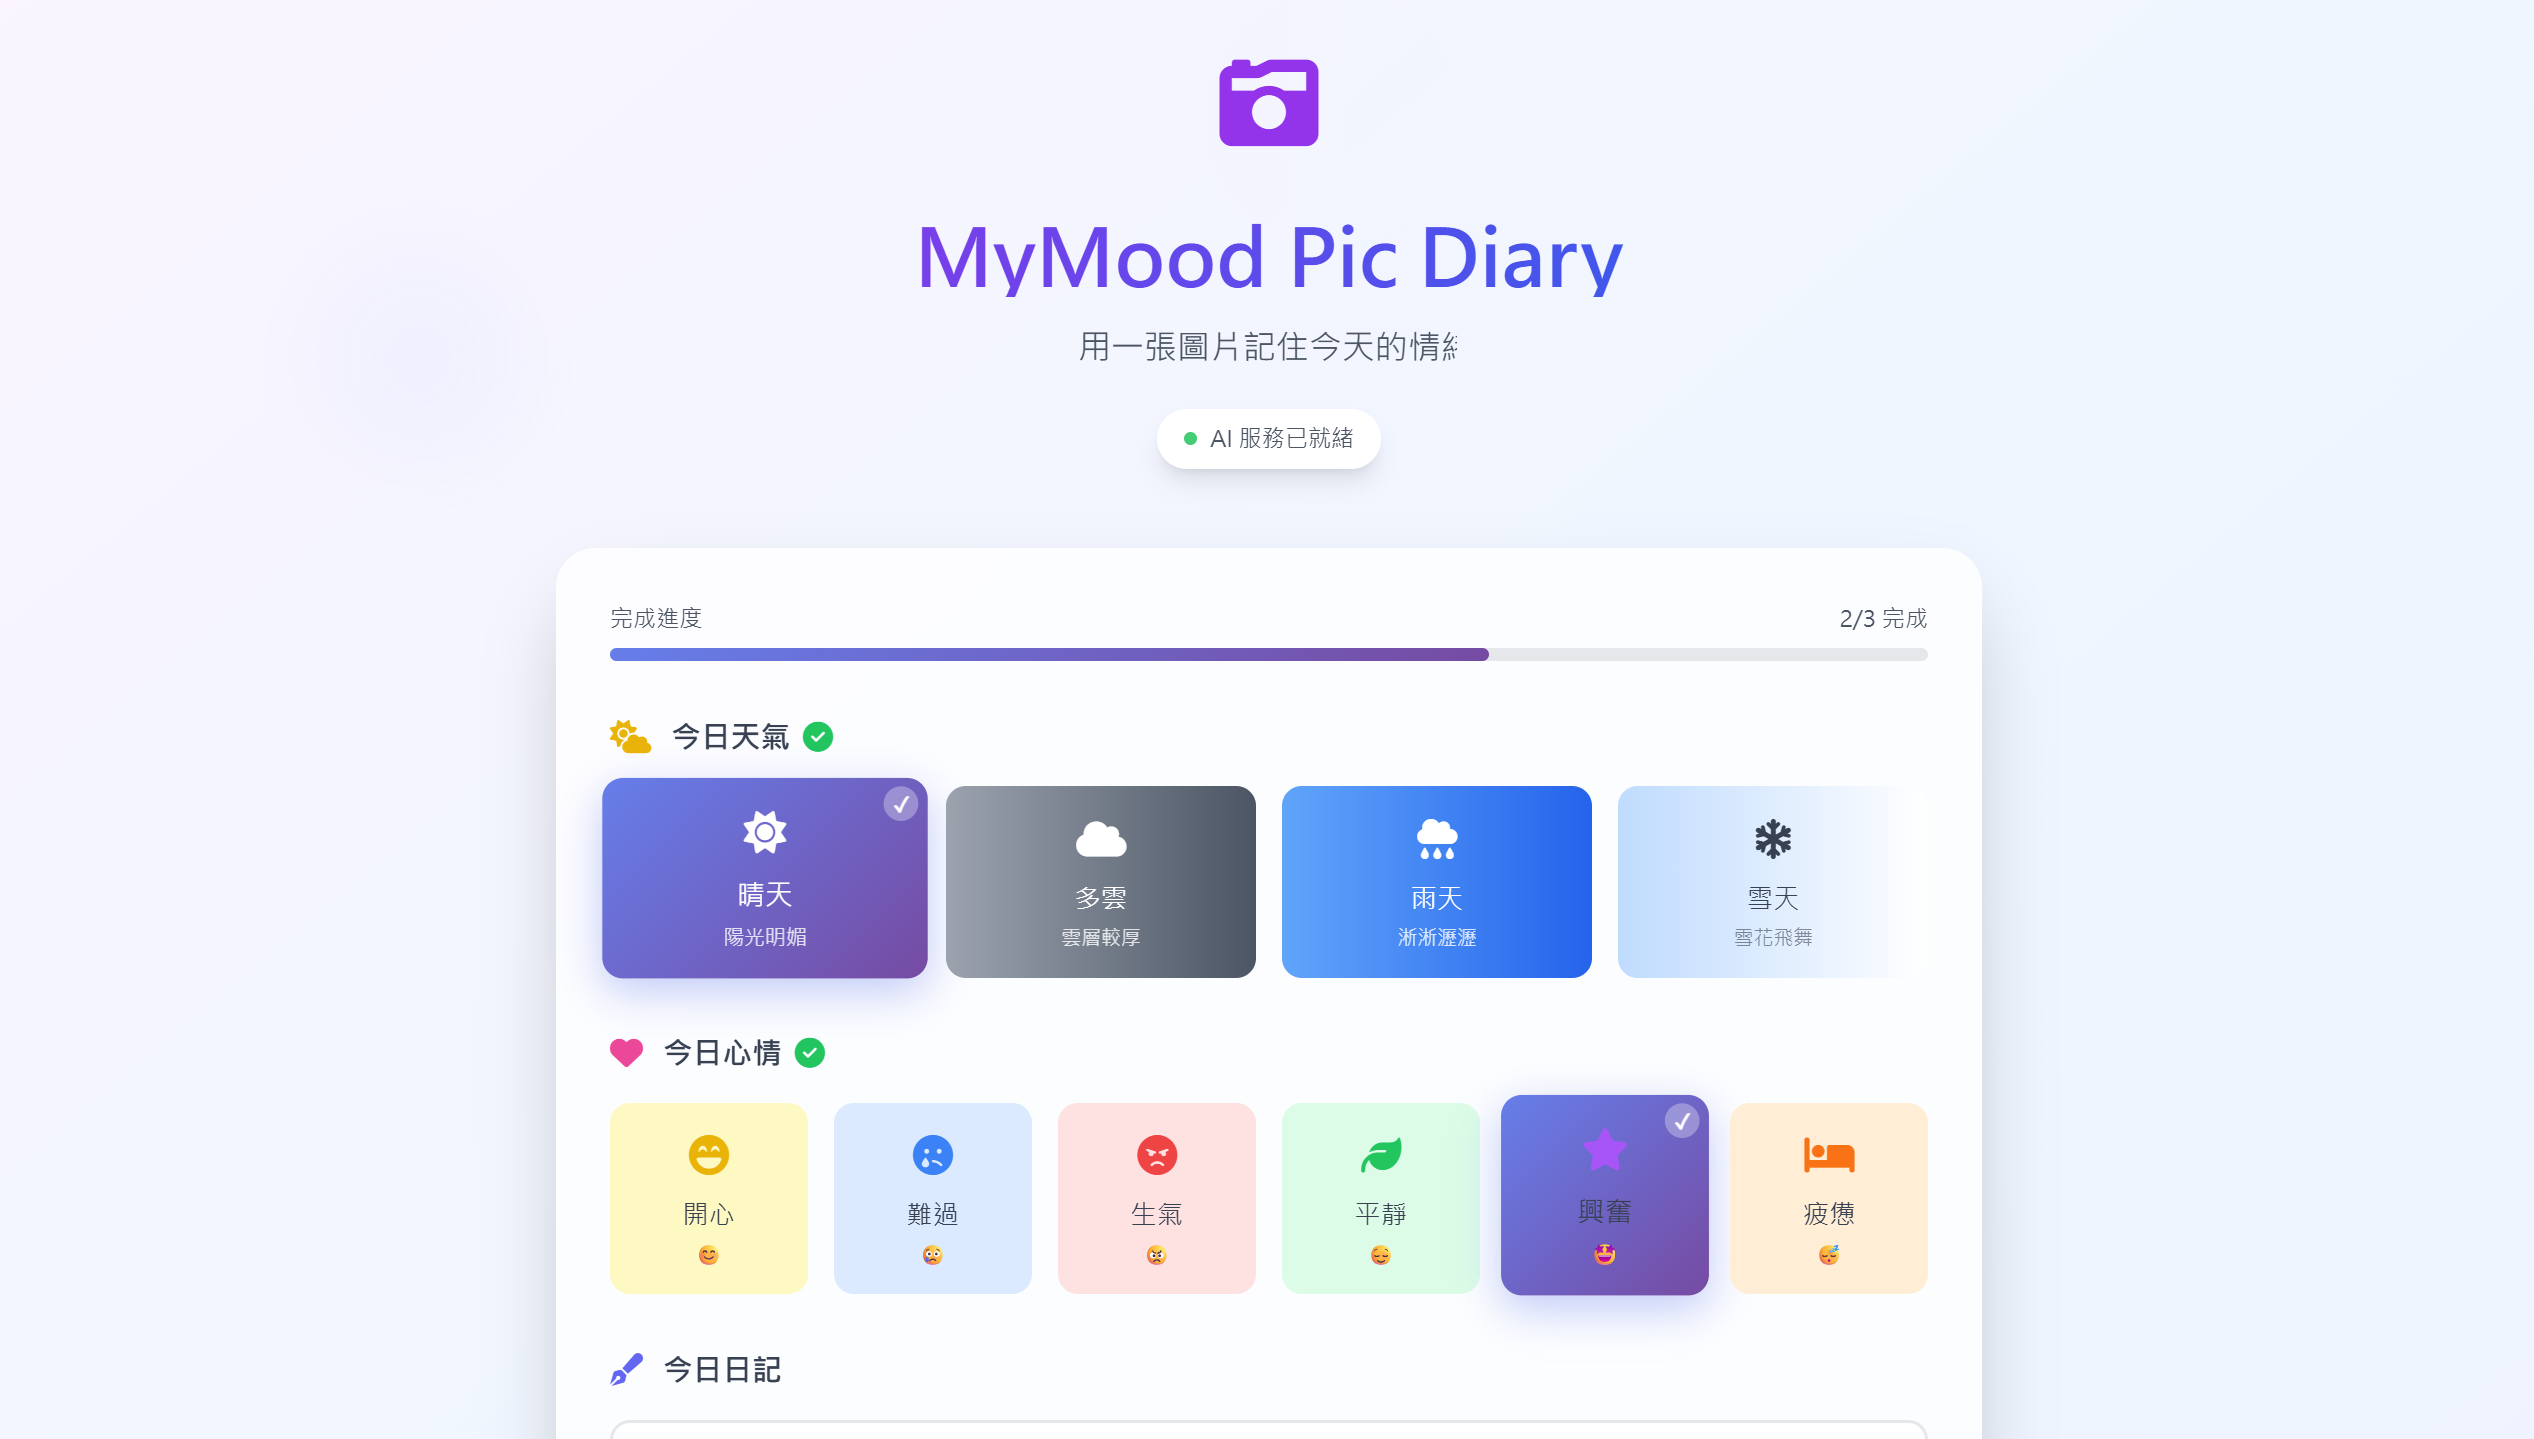 MyMood Pic Diary
用一張圖片記住今天的情
AI 服務已就緒
完成進度
2/3 完成
今日天氣
晴天
陽光明媚
多雲
雲層較厚
雨天
淅淅瀝瀝
雪天
雪花飛舞
今日心情
開心
難過
生氣
平靜
興奮
疲憊
今日日記